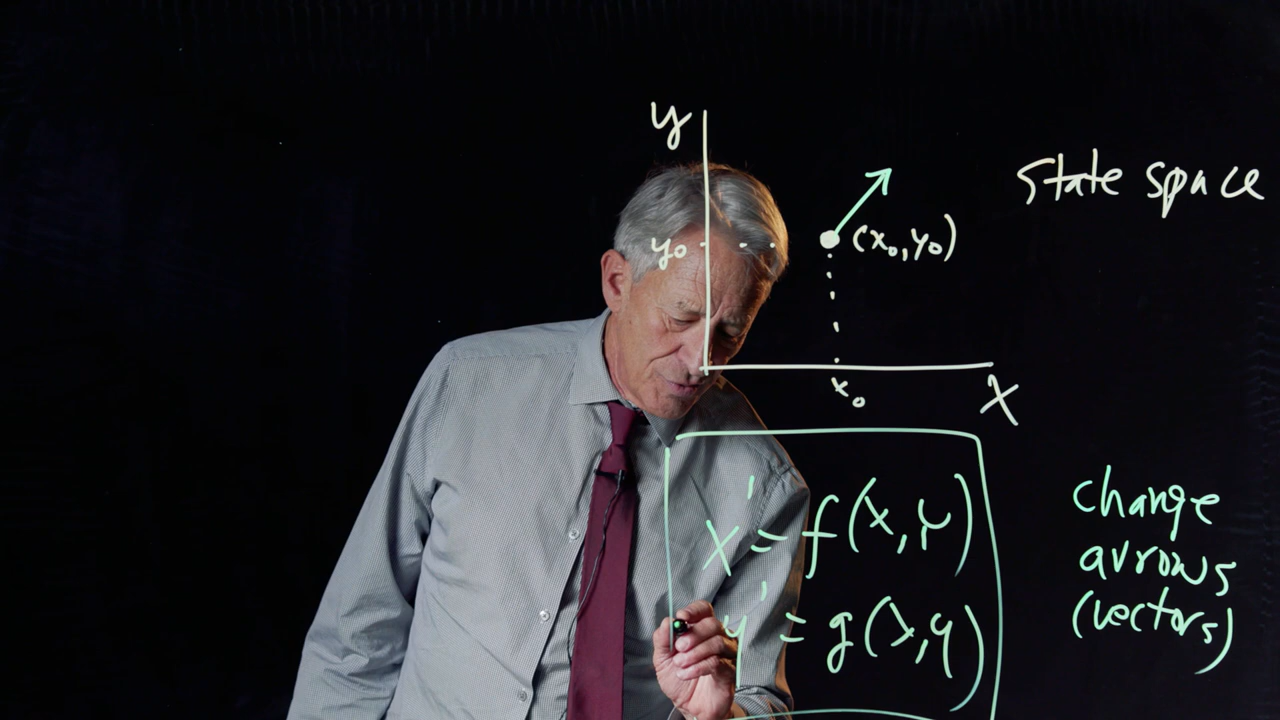 y
state space
y₀
(x₀,y₀)
x₀
x
x' = f(x,y)
y' = g(x,y)
change
arrows
(vectors)